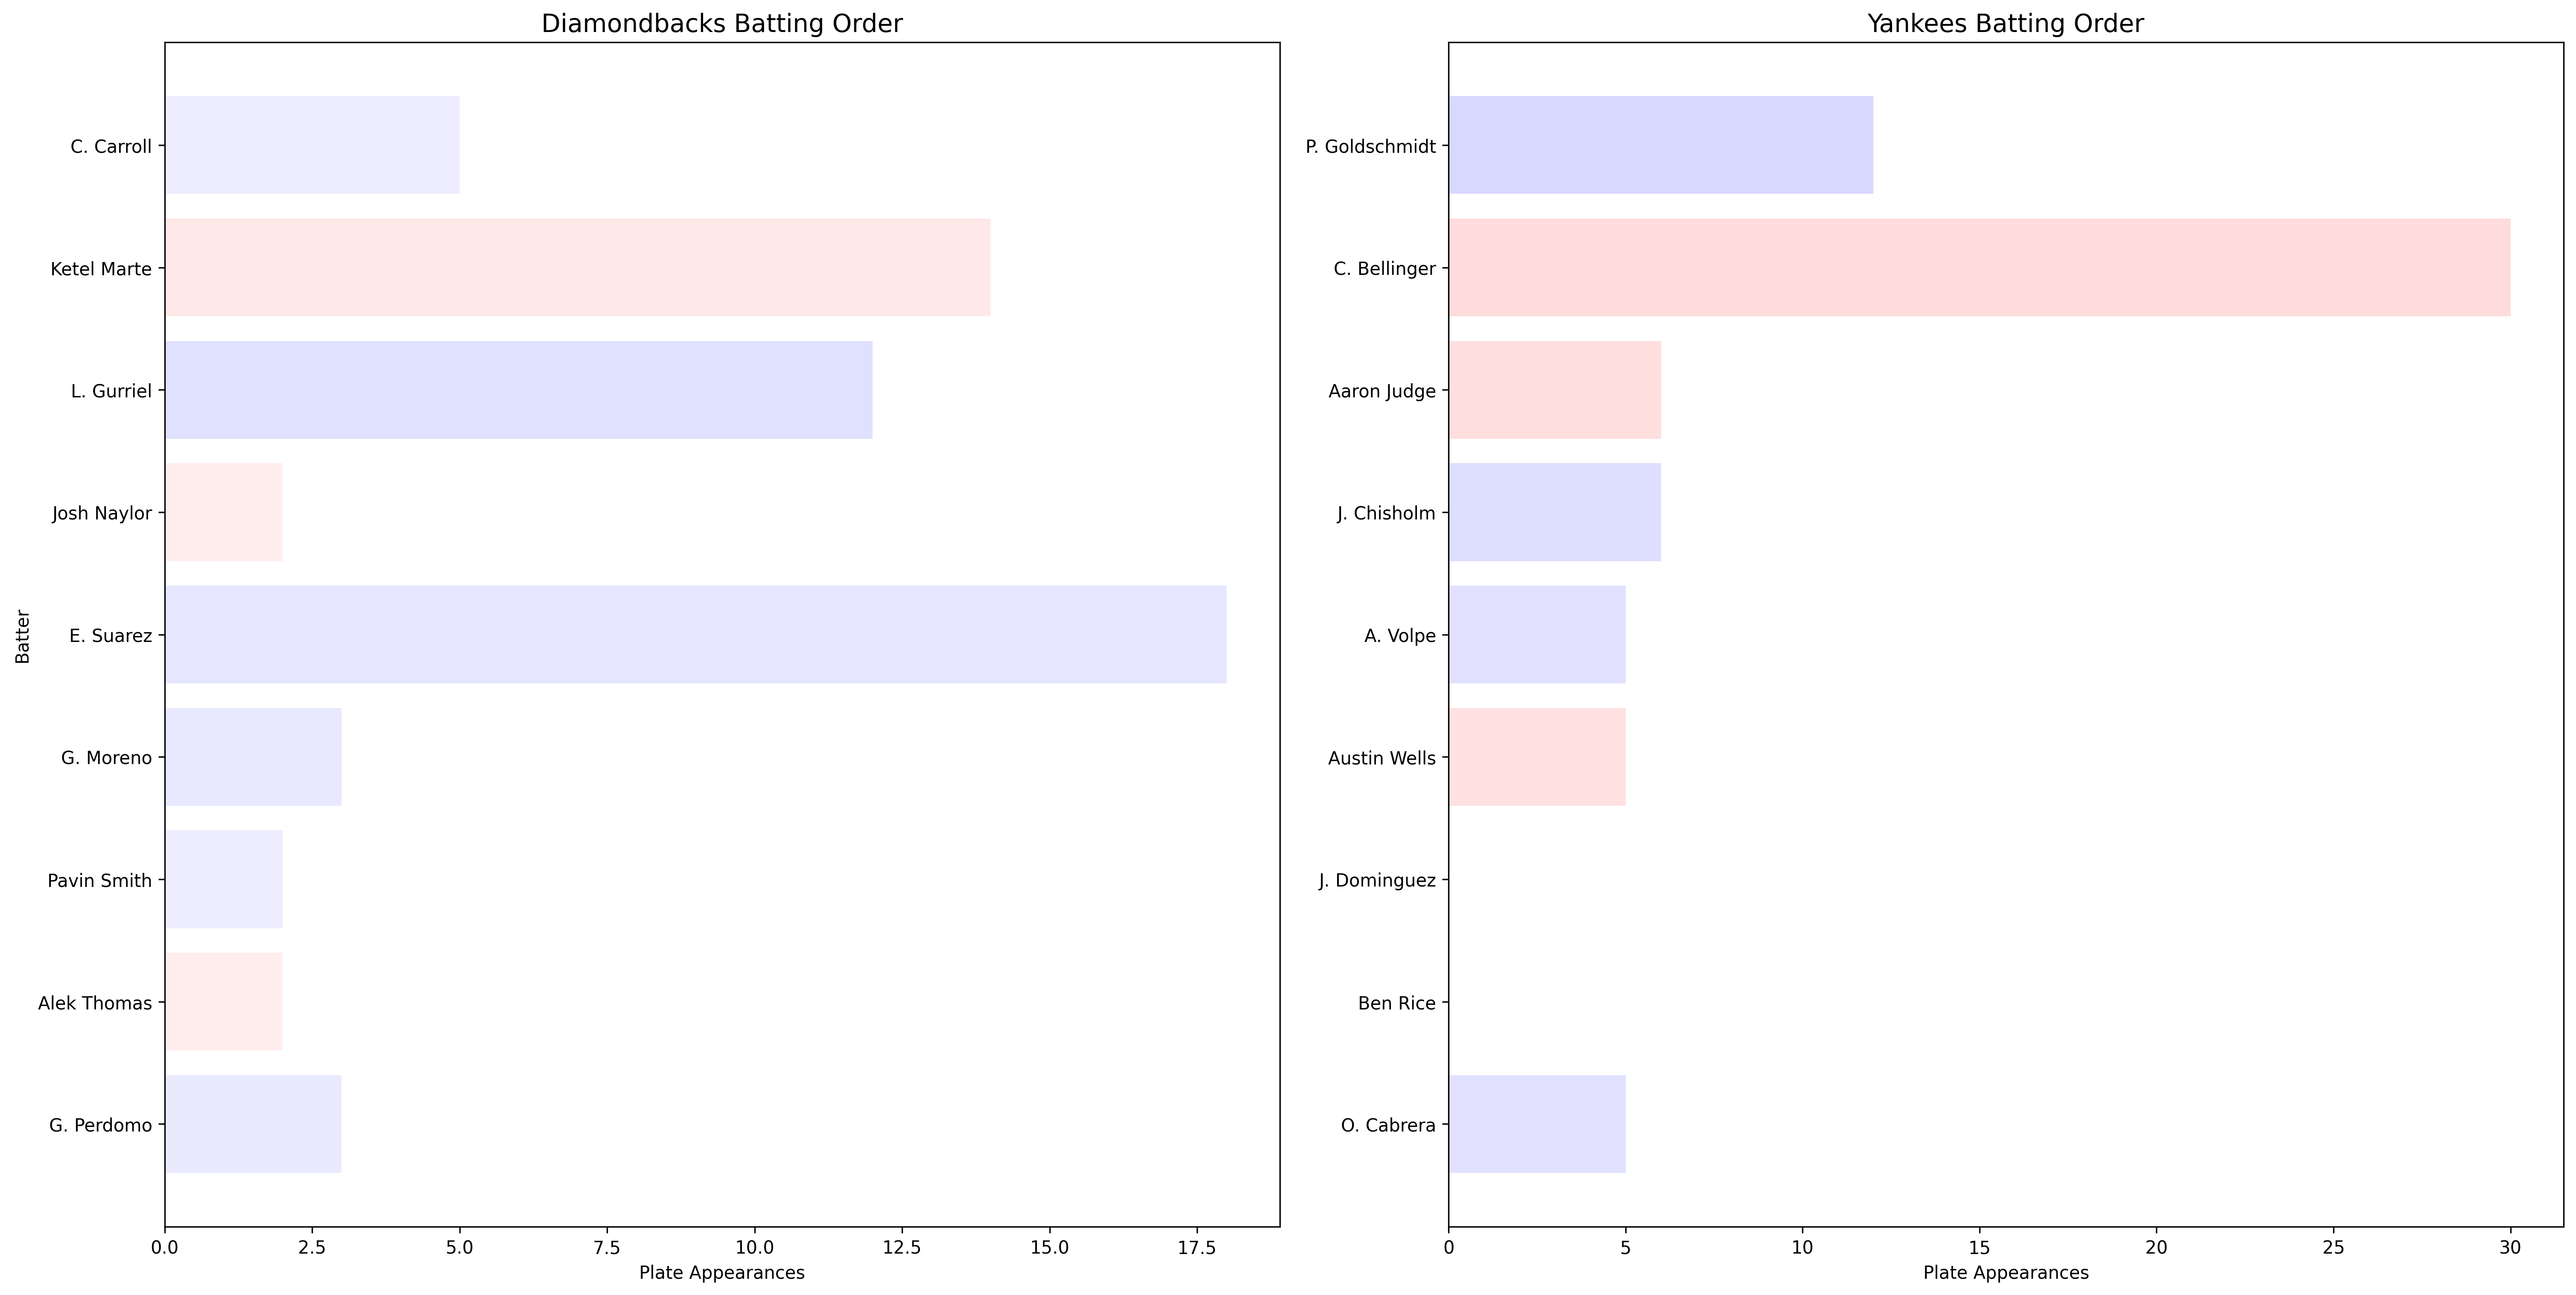 Diamondbacks Batting Order
Batter
C. Carroll
Ketel Marte
L. Gurriel
Josh Naylor
E. Suarez
G. Moreno
Pavin Smith
Alek Thomas
G. Perdomo
0.0 2.5 5.0 7.5 10.0 12.5 15.0 17.5
Plate Appearances
Yankees Batting Order
P. Goldschmidt
C. Bellinger
Aaron Judge
J. Chisholm
A. Volpe
Austin Wells
J. Dominguez
Ben Rice
O. Cabrera
0 5 10 15 20 25 30
Plate Appearances